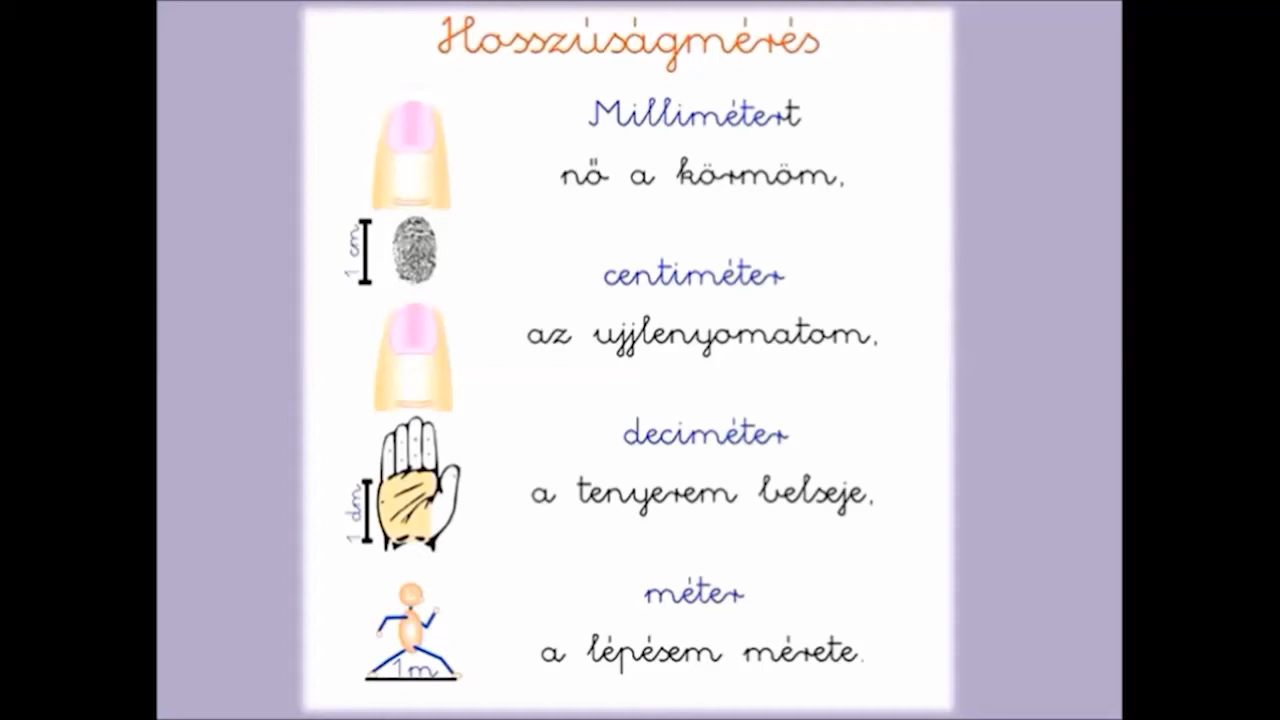 Hosszúságmérés
Millimétert
nő a körmöm,
1 cm
centiméter
az ujjlenyomatom,
deciméter
1 dm
a tenyerem belseje,
méter
a lépésem mérete.
1m